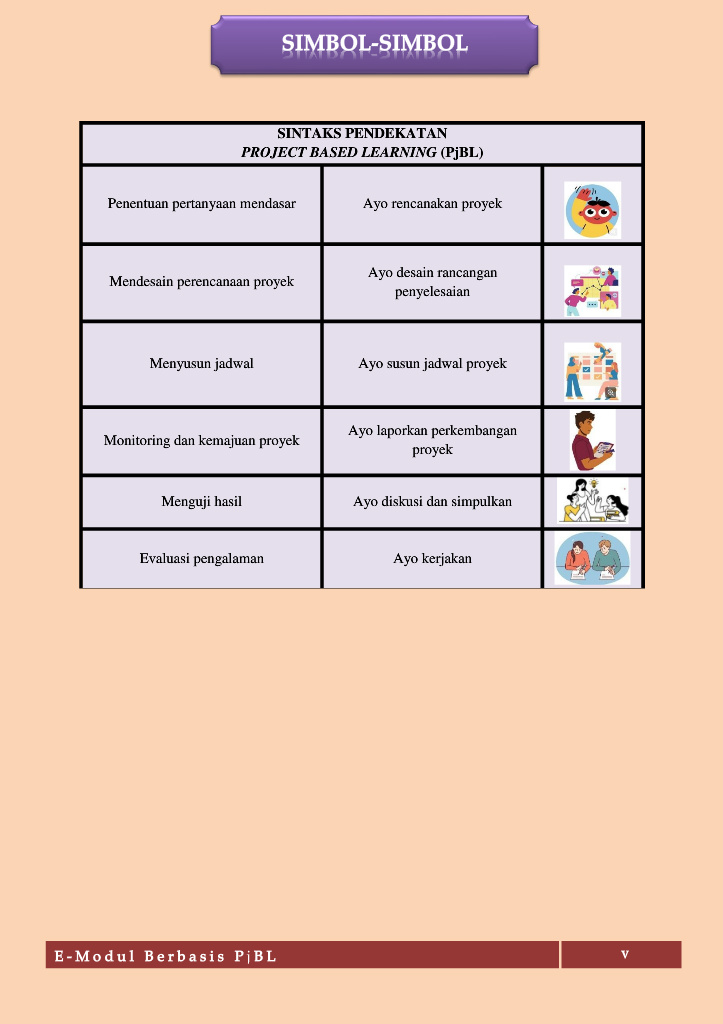 SIMBOL-SIMBOL
SINTAKS PENDEKATAN
PROJECT BASED LEARNING (PjBL)
Penentuan pertanyaan mendasar
Ayo rencanakan proyek
Mendesain perencanaan proyek
Ayo desain rancangan
penyelesaian
Menyusun jadwal
Ayo susun jadwal proyek
Monitoring dan kemajuan proyek
Ayo laporkan perkembangan
proyek
Menguji hasil
Ayo diskusi dan simpulkan
Evaluasi pengalaman
Ayo kerjakan
E-Modul Berbasis PjBL
v